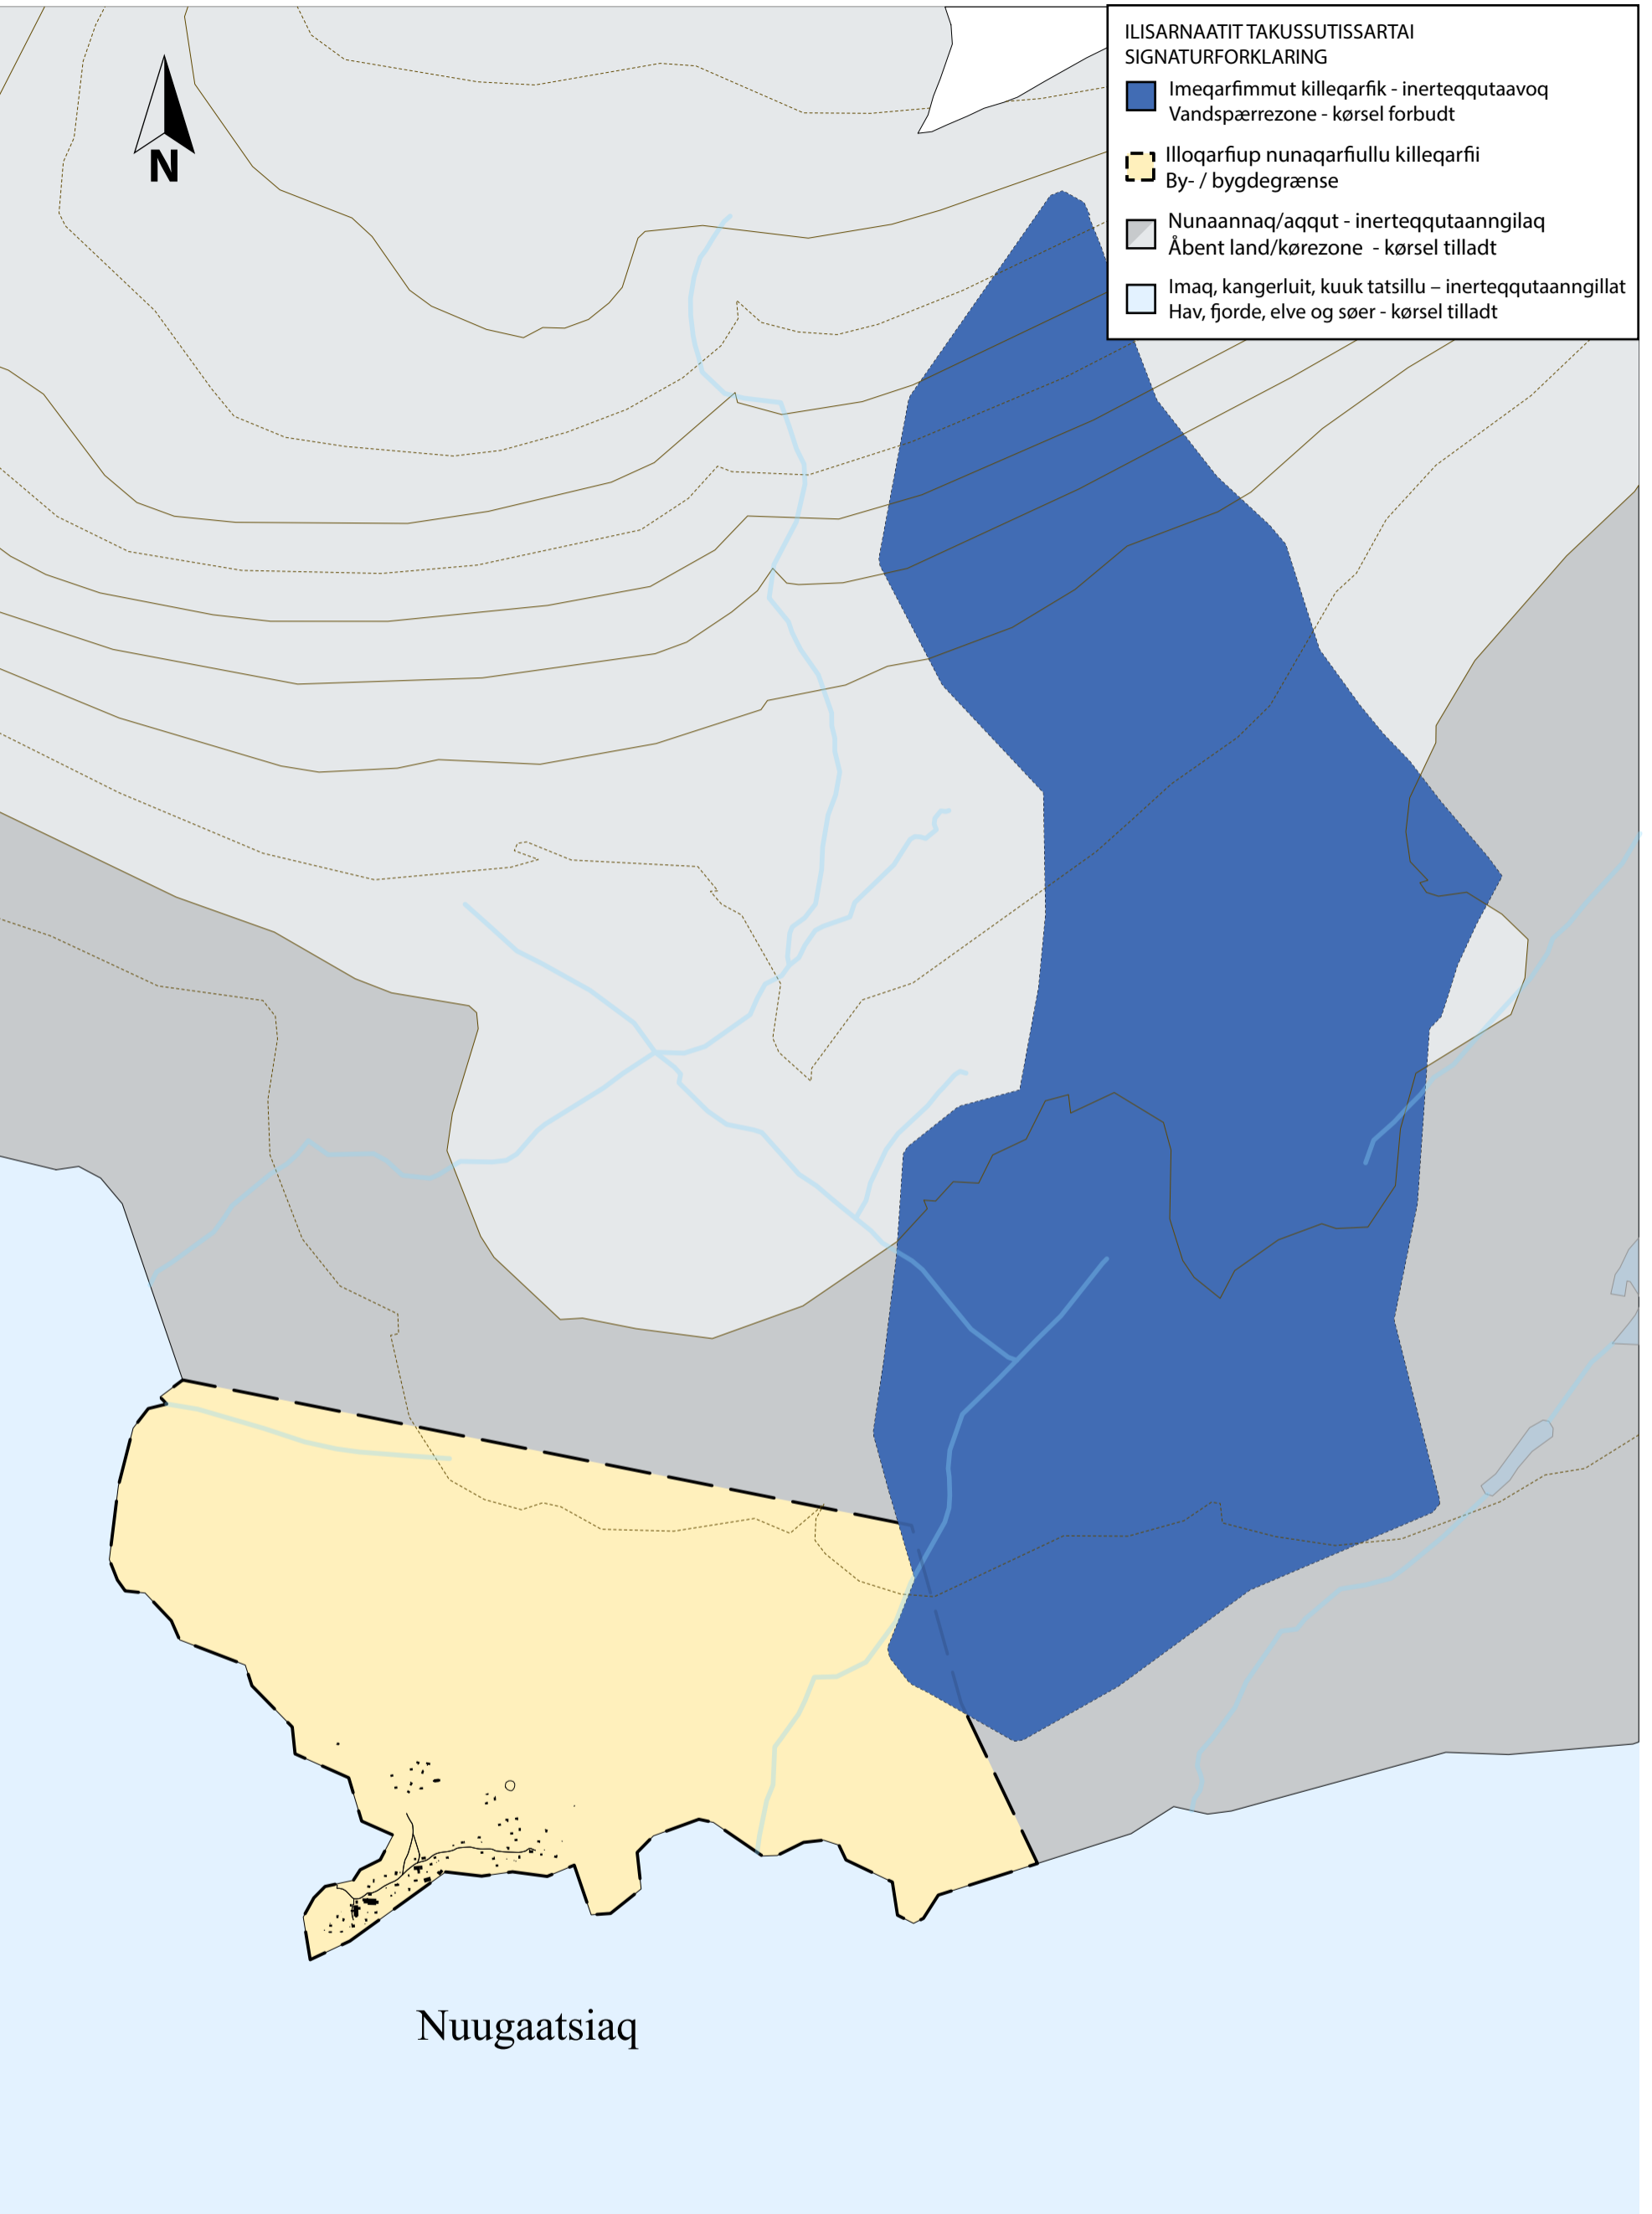 ILISARNAATIT TAKUSSUTISSARTAI
SIGNATURFORKLARING
Imeqarfimmut killeqarfik - inerteqqutaavoq
Vandspærrezone - kørsel forbudt
Illoqarfiup nunaqarfiullu killeqarfii
By- / bygdegrænse
Nunaannaq/aqqut - inerteqqutaanngilaq
Åbent land/kørezone - kørsel tilladt
Imaq, kangerluit, kuuk tatsillu – inerteqqutaanngillat
Hav, fjorde, elve og søer - kørsel tilladt
N
Nuugaatsiaq